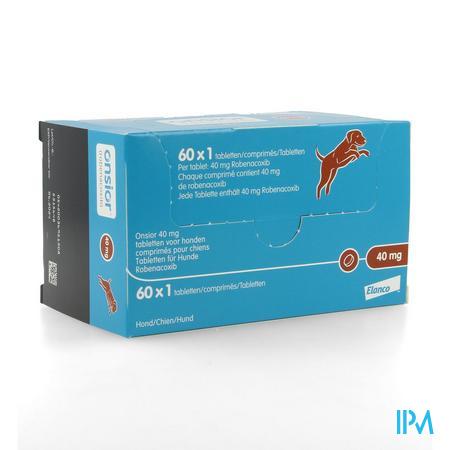 60 x 1 tabletten/comprimés/Tabletten
Per tablet: 40 mg Robenacoxib
Chaque comprimé contient 40 mg
de robenacoxib
Jede Tablette enthält 40 mg Robenacoxib
Onsior 40 mg
tabletten voor honden
comprimés pour chiens
Tabletten für Hunde
Robenacoxib
40 mg
60 x 1 tabletten/comprimés/Tabletten
Elanco
Hond/Chien/Hund
onsior
robenacoxib
40 mg
IPM